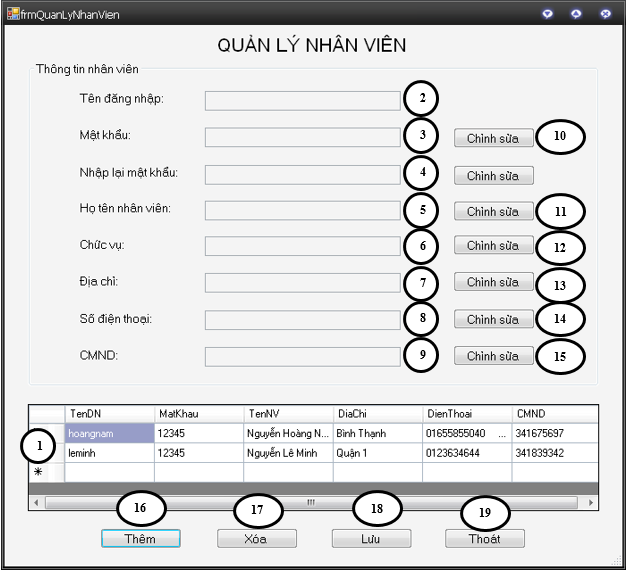 frmQuanLyNhanVien
QUẢN LÝ NHÂN VIÊN
Thông tin nhân viên
Tên đăng nhập: 2
Mật khẩu: 3 Chỉnh sửa 10
Nhập lại mật khẩu: 4 Chỉnh sửa
Họ tên nhân viên: 5 Chỉnh sửa 11
Chức vụ: 6 Chỉnh sửa 12
Địa chỉ: 7 Chỉnh sửa 13
Số điện thoại: 8 Chỉnh sửa 14
CMND: 9 Chỉnh sửa 15
TenDN MatKhau TenNV DiaChi DienThoai CMND
1
hoangnam 12345 Nguyễn Hoàng N... Bình Thạnh 01655855040 ... 341675697
leminh 12345 Nguyễn Lê Minh Quận 1 0123634644 341839342
16 17 18 19
Thêm Xóa Lưu Thoát